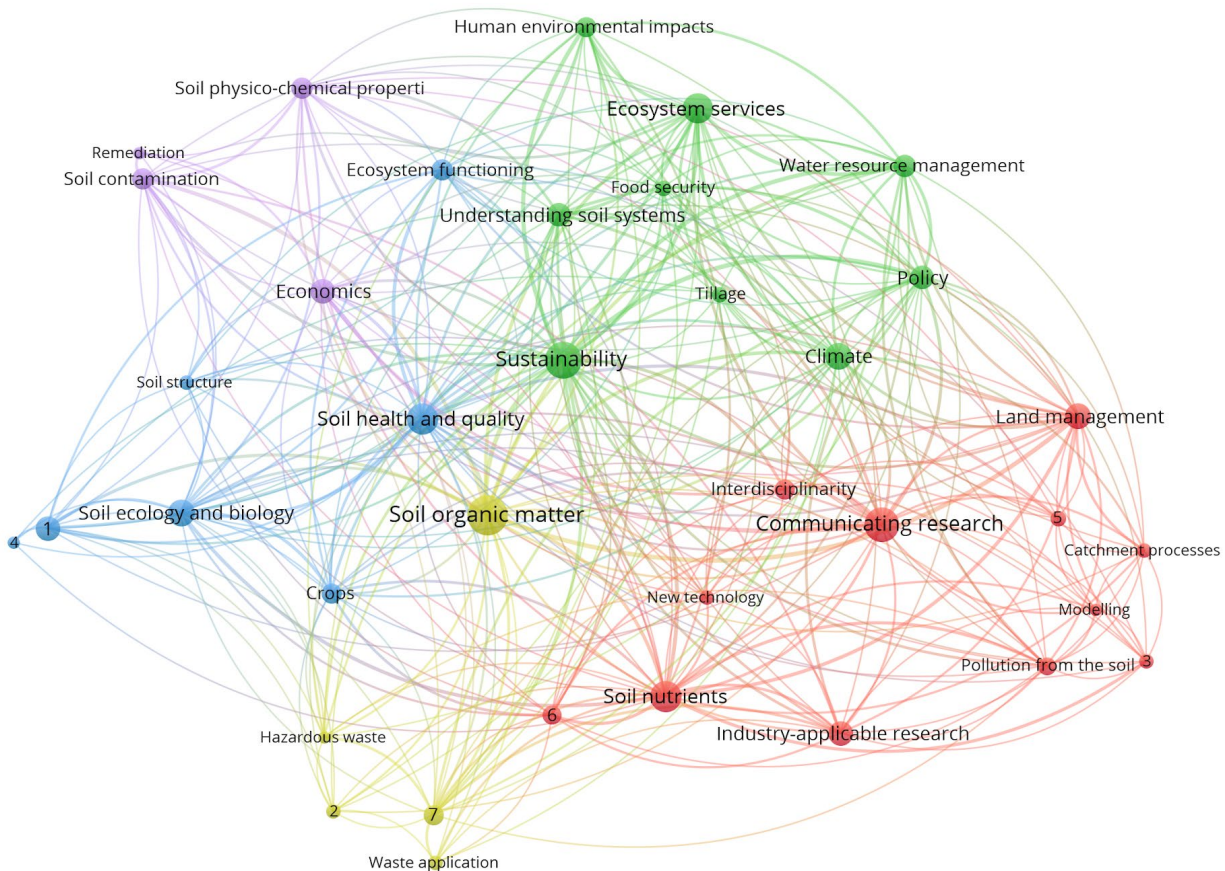 Human environmental impacts
Soil physico-chemical properti
Ecosystem services
Remediation
Soil contamination
Ecosystem functioning
Water resource management
Food security
Understanding soil systems
Economics
Policy
Tillage
Sustainability
Climate
Soil structure
Soil health and quality
Land management
Interdisciplinarity
Soil ecology and biology
Soil organic matter
Communicating research
5
1
4
Catchment processes
Crops
New technology
Modelling
Pollution from the soil
3
Soil nutrients
6
Industry-applicable research
Hazardous waste
2
7
Waste application